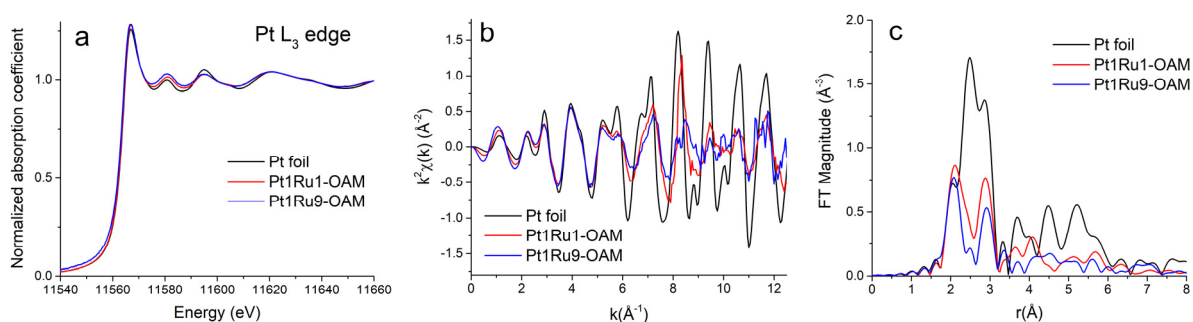 a
Pt L3 edge
Normalized absorption coefficient
1.0
0.5
0.0
Pt foil
Pt1Ru1-OAM
Pt1Ru9-OAM
11540 11560 11580 11600 11620 11640 11660
Energy (eV)
b
k²χ(k) (Å⁻²)
1.5
1.0
0.5
0.0
-0.5
-1.0
-1.5
Pt foil
Pt1Ru1-OAM
Pt1Ru9-OAM
0 2 4 6 8 10 12
k(Å⁻¹)
c
FT Magnitude (Å⁻³)
2.0
1.5
1.0
0.5
0.0
Pt foil
Pt1Ru1-OAM
Pt1Ru9-OAM
0 1 2 3 4 5 6 7 8
r(Å)